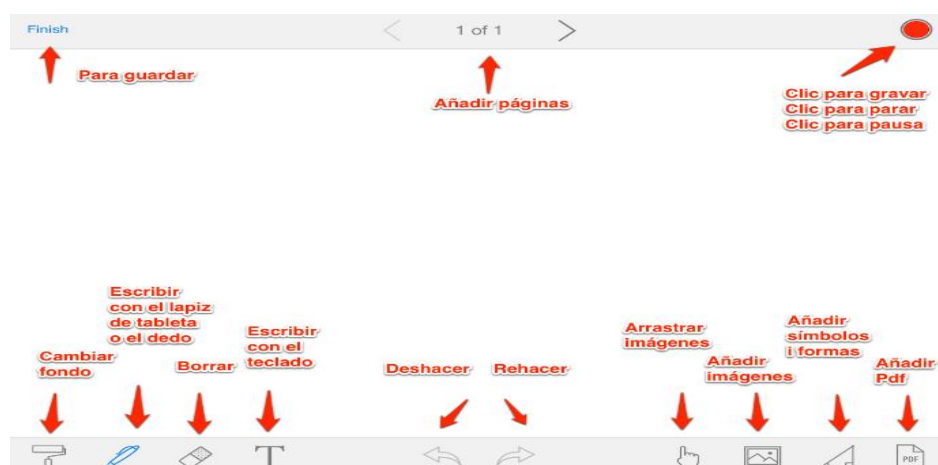 Finish
1 of 1
Para guardar
Añadir páginas
Clic para gravar
Clic para parar
Clic para pausa
Escribir
con el lapiz
de tableta
o el dedo
Cambiar
fondo
Borrar
Escribir
con el
teclado
Deshacer
Rehacer
Arrastrar
imágenes
Añadir
imágenes
Añadir
símbolos
i formas
Añadir
Pdf
T
PDF